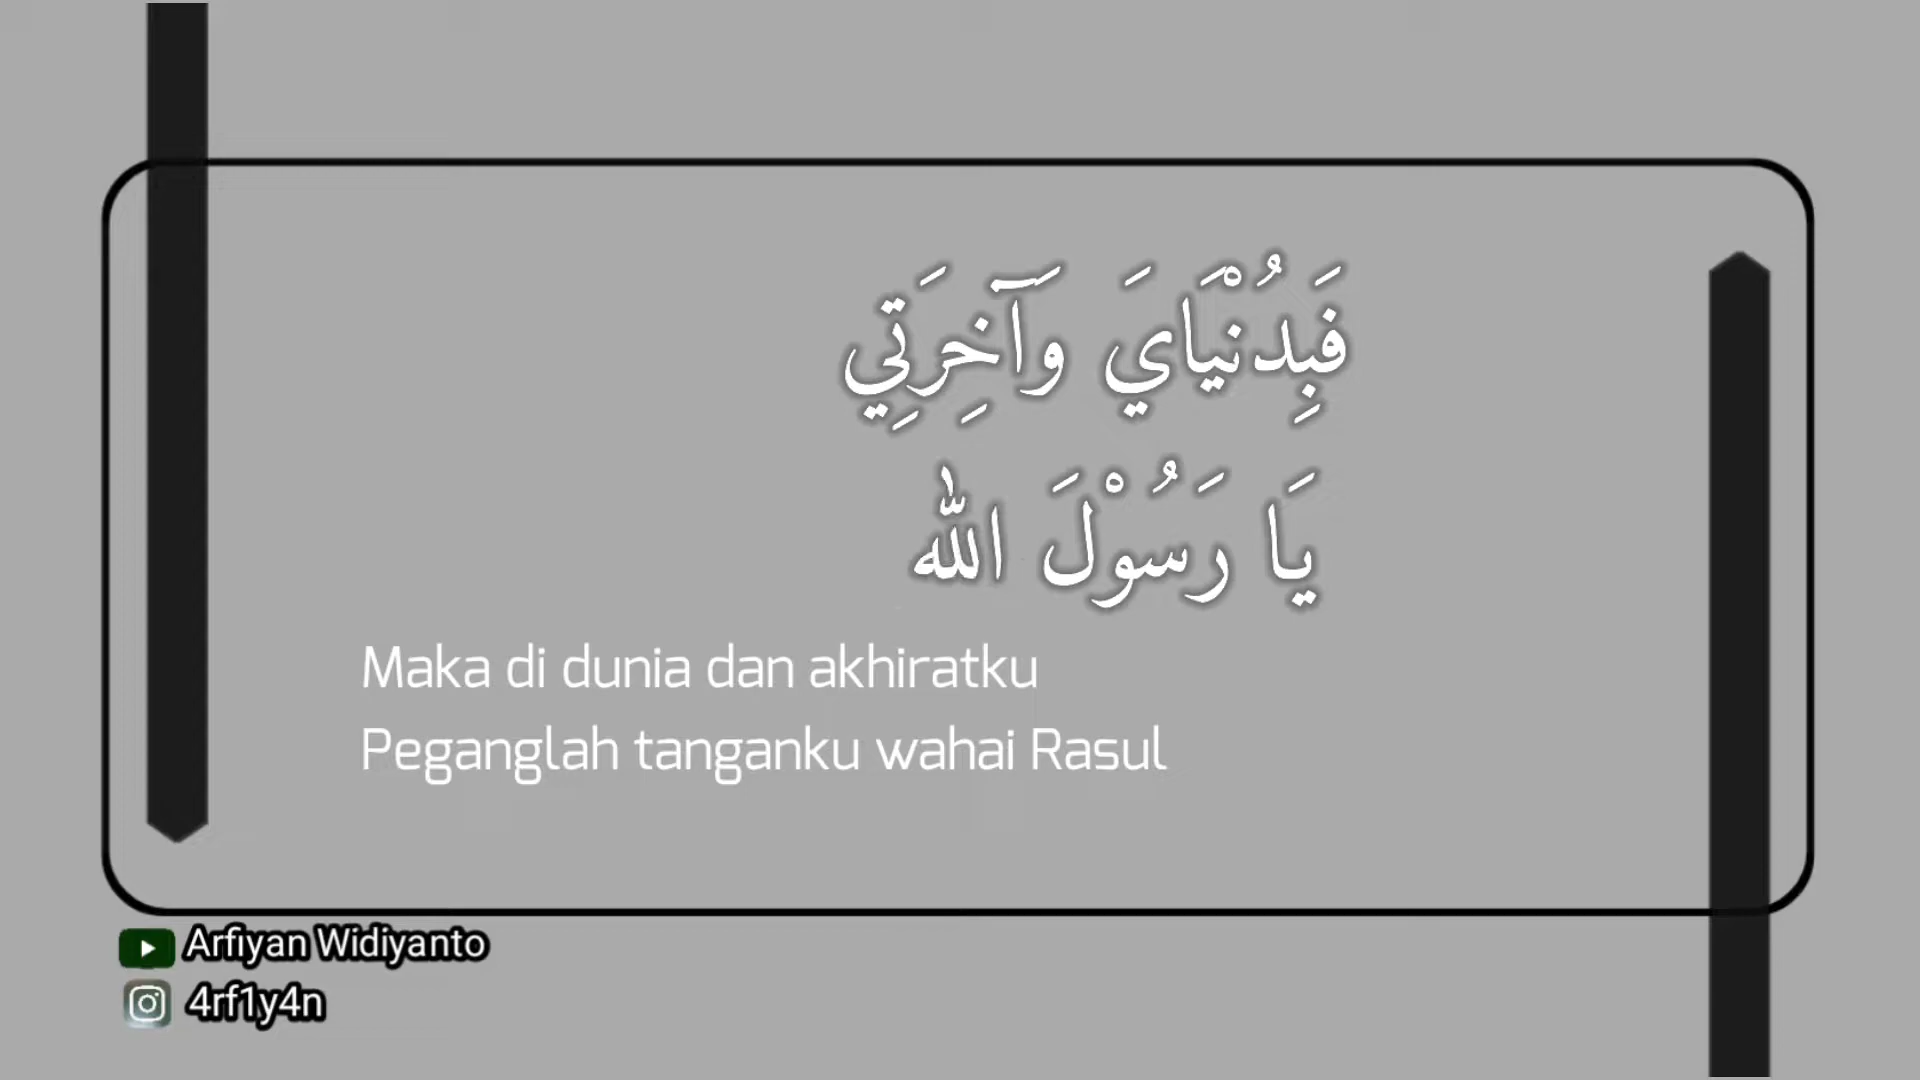 فَبِدُنْيَايَ وَآخِرَتِي
يَا رَسُوْلَ اللّٰه
Maka di dunia dan akhiratku
Peganglah tanganku wahai Rasul
Arfiyan Widiyanto
4rf1y4n